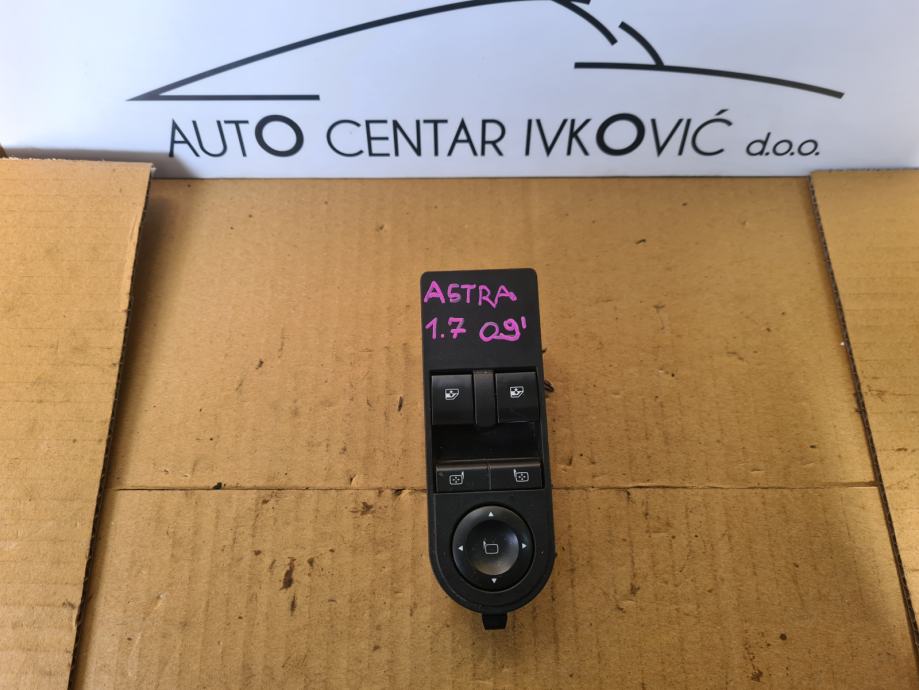 AUTO CENTAR IVKOVIĆ d.o.o.
ASTRA
1.7 09'